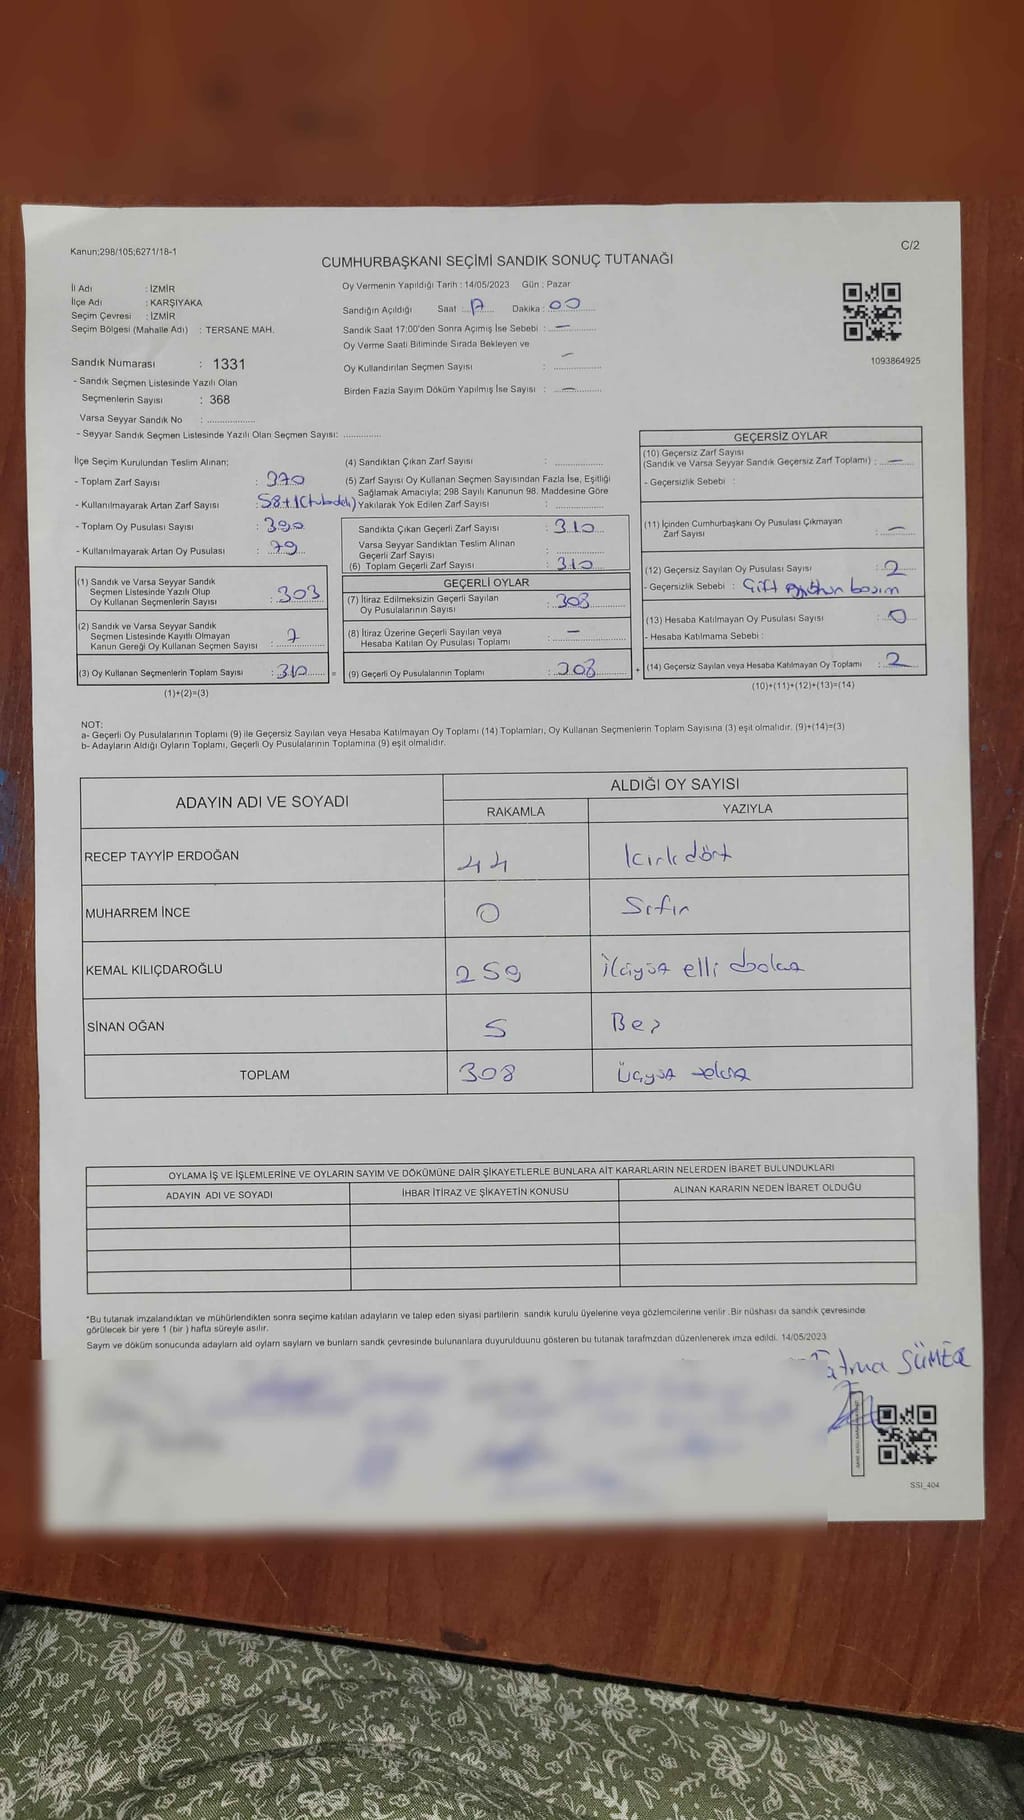 Kanun;298/105;6271/18-1
C/2
CUMHURBAŞKANI SEÇİMİ SANDIK SONUÇ TUTANAĞI
İl Adı : İZMİR
İlçe Adı : KARŞIYAKA
Seçim Çevresi : İZMİR
Seçim Bölgesi (Mahalle Adı) : TERSANE MAH.
Sandık Numarası : 1331
- Sandık Seçmen Listesinde Yazılı Olan
Seçmenlerin Sayısı : 368
Varsa Seyyar Sandık No : ..................
- Seyyar Sandık Seçmen Listesinde Yazılı Olan Seçmen Sayısı: ..............
Oy Vermenin Yapıldığı Tarih : 14/05/2023 Gün : Pazar
Sandığın Açıldığı Saat : 17 Dakika : 00
Sandık Saat 17:00'den Sonra Açımış İse Sebebi : —
Oy Verme Saati Bitiminde Sırada Bekleyen ve
Oy Kullandırılan Seçmen Sayısı : —
Birden Fazla Sayım Döküm Yapılmış İse Sayısı : —
1093864925
İlçe Seçim Kurulundan Teslim Alınan:
- Toplam Zarf Sayısı : 370
- Kullanılmayarak Artan Zarf Sayısı : 58+1
- Toplam Oy Pusulası Sayısı : 390
- Kullanılmayarak Artan Oy Pusulası : 79
(1) Sandık ve Varsa Seyyar Sandık
Seçmen Listesinde Yazılı Olup
Oy Kullanan Seçmenlerin Sayısı : 303
(2) Sandık ve Varsa Seyyar Sandık
Seçmen Listesinde Kayıtlı Olmayan
Kanun Gereği Oy Kullanan Seçmen Sayısı : 7
(3) Oy Kullanan Seçmenlerin Toplam Sayısı : 310 =
(1)+(2)=(3)
(4) Sandıktan Çıkan Zarf Sayısı : ..................
(5) Zarf Sayısı Oy Kullanan Seçmen Sayısından Fazla İse, Eşitliği
Sağlamak Amacıyla; 298 Sayılı Kanunun 98. Maddesine Göre
Yakılarak Yok Edilen Zarf Sayısı : ..................
Sandıkta Çıkan Geçerli Zarf Sayısı : 310
Varsa Seyyar Sandıktan Teslim Alınan
Geçerli Zarf Sayısı : ..................
(6) Toplam Geçerli Zarf Sayısı : 310
GEÇERLİ OYLAR
(7) İtiraz Edilmeksizin Geçerli Sayılan
Oy Pusulalarının Sayısı : 308
(8) İtiraz Üzerine Geçerli Sayılan veya
Hesaba Katılan Oy Pusulası Toplamı : —
(9) Geçerli Oy Pusulalarının Toplamı : 308 +
GEÇERSİZ OYLAR
(10) Geçersiz Zarf Sayısı
(Sandık ve Varsa Seyyar Sandık Geçersiz Zarf Toplamı) : —
- Geçersizlik Sebebi :
(11) İçinden Cumhurbaşkanı Oy Pusulası Çıkmayan
Zarf Sayısı : —
(12) Geçersiz Sayılan Oy Pusulası Sayısı : 2
- Geçersizlik Sebebi : Çift
(13) Hesaba Katılmayan Oy Pusulası Sayısı : 0
- Hesaba Katılmama Sebebi :
(14) Geçersiz Sayılan veya Hesaba Katılmayan Oy Toplamı : 2
(10)+(11)+(12)+(13)=(14)
NOT:
a- Geçerli Oy Pusulalarının Toplamı (9) ile Geçersiz Sayılan veya Hesaba Katılmayan Oy Toplamı (14) Toplamları, Oy Kullanan Seçmenlerin Toplam Sayısına (3) eşit olmalıdır. (9)+(14)=(3)
b- Adayların Aldığı Oyların Toplamı, Geçerli Oy Pusulalarının Toplamına (9) eşit olmalıdır.
ADAYIN ADI VE SOYADI ALDIĞI OY SAYISI
RAKAMLA YAZIYLA
RECEP TAYYİP ERDOĞAN 44 Kırkdört
MUHARREM İNCE 0 Sıfır
KEMAL KILIÇDAROĞLU 259 İkiyüz elli dokuz
SİNAN OĞAN 5 Beş
TOPLAM 308 Üçyüz sekiz
OYLAMA İŞ VE İŞLEMLERİNE VE OYLARIN SAYIM VE DÖKÜMÜNE DAİR ŞİKAYETLERLE BUNLARA AİT KARARLARIN NELERDEN İBARET BULUNDUKLARI
ADAYIN ADI VE SOYADI İHBAR İTİRAZ VE ŞİKAYETİN KONUSU ALINAN KARARIN NEDEN İBARET OLDUĞU
*Bu tutanak imzalandıktan ve mühürlendikten sonra seçime katılan adayların ve talep eden siyasi partilerin sandık kurulu üyelerine veya gözlemcilerine verilir .Bir nüshası da sandık çevresinde
görülecek bir yere 1 (bir ) hafta süreyle asılır.
Sayım ve döküm sonucunda adayların ald oyların sayların ve bunların sandk çevresinde bulunanlara duyurulduunu gösteren bu tutanak tarafmzdan düzenlenerek imza edildi. 14/05/2023
Fatma SÜMER
SSI_404